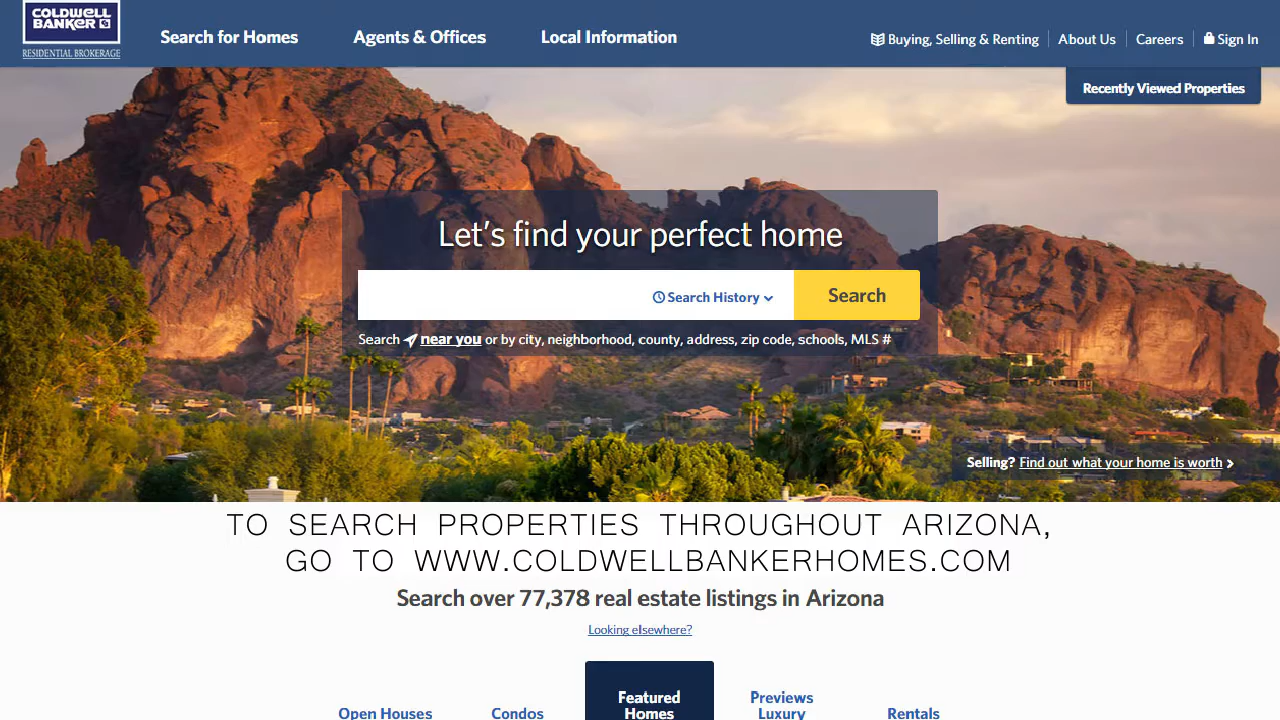 COLDWELL
BANKER
RESIDENTIAL BROKERAGE
Search for Homes
Agents & Offices
Local Information
Buying, Selling & Renting
About Us
Careers
Sign In
Recently Viewed Properties
Let's find your perfect home
Search History
Search
Search near you or by city, neighborhood, county, address, zip code, schools, MLS #
Selling? Find out what your home is worth
TO SEARCH PROPERTIES THROUGHOUT ARIZONA,
GO TO WWW.COLDWELLBANKERHOMES.COM
Search over 77,378 real estate listings in Arizona
Looking elsewhere?
Open Houses
Condos
Featured
Homes
Previews
Luxury
Rentals